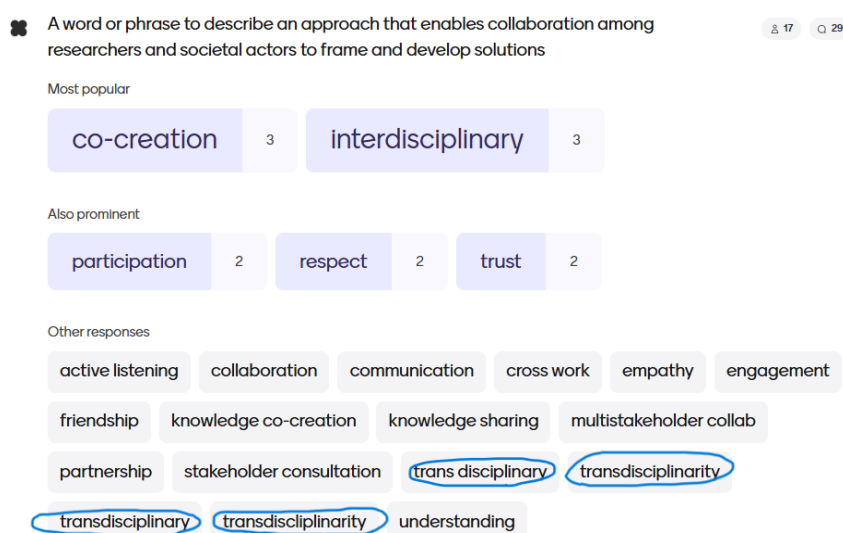 A word or phrase to describe an approach that enables collaboration among
researchers and societal actors to frame and develop solutions
17 29
Most popular
co-creation 3 interdisciplinary 3
Also prominent
participation 2 respect 2 trust 2
Other responses
active listening collaboration communication cross work empathy engagement
friendship knowledge co-creation knowledge sharing multistakeholder collab
partnership stakeholder consultation trans disciplinary transdisciplinarity
transdisciplinary transdiscliplinarity understanding